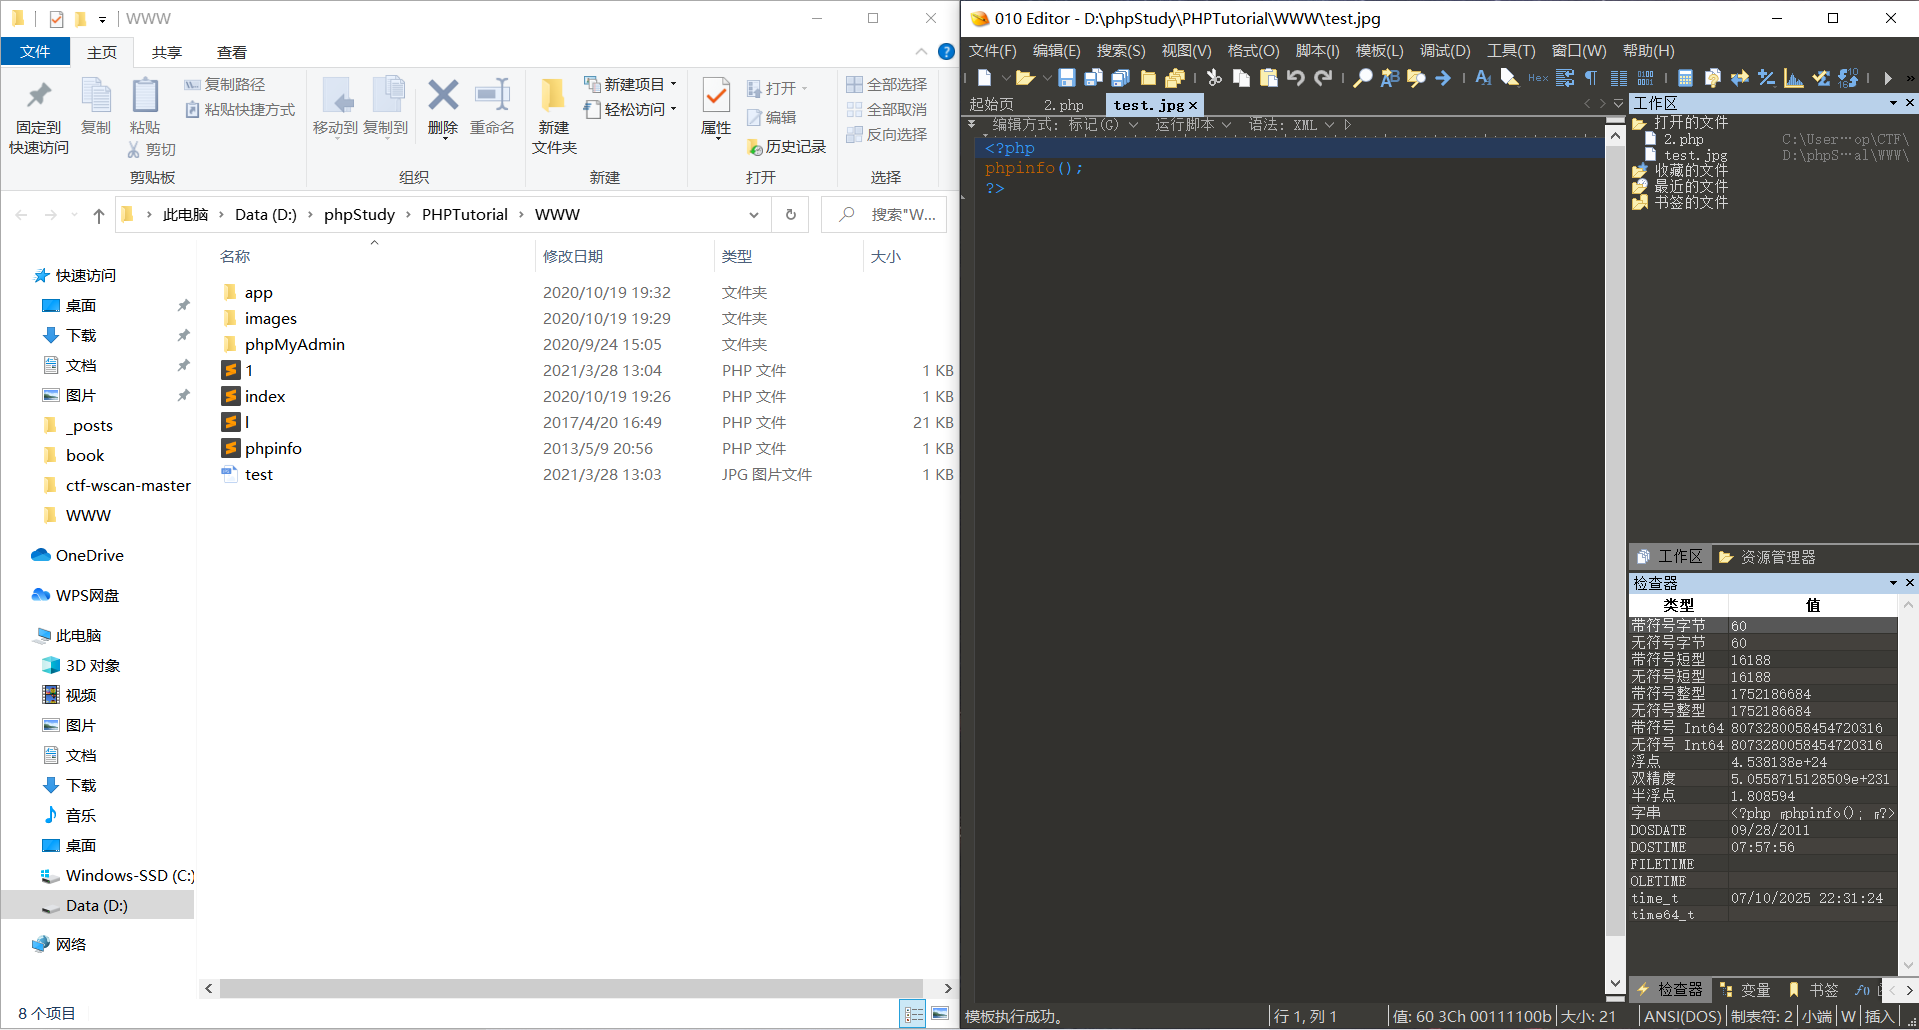 WWW
文件 主页 共享 查看
固定到
快速访问
复制
粘贴
复制路径
粘贴快捷方式
剪切
剪贴板
移动到 复制到 删除 重命名
组织
新建
文件夹
新建项目
轻松访问
新建
属性
打开
编辑
历史记录
打开
全部选择
全部取消
反向选择
选择
此电脑 › Data (D:) › phpStudy › PHPTutorial › WWW
搜索"W...
名称 修改日期 类型 大小
快速访问
桌面
下载
文档
图片
_posts
book
ctf-wscan-master
WWW
OneDrive
WPS网盘
此电脑
3D 对象
视频
图片
文档
下载
音乐
桌面
Windows-SSD (C:)
Data (D:)
网络
app 2020/10/19 19:32 文件夹
images 2020/10/19 19:29 文件夹
phpMyAdmin 2020/9/24 15:05 文件夹
1 2021/3/28 13:04 PHP 文件 1 KB
index 2020/10/19 19:26 PHP 文件 1 KB
l 2017/4/20 16:49 PHP 文件 21 KB
phpinfo 2013/5/9 20:56 PHP 文件 1 KB
test 2021/3/28 13:03 JPG 图片文件 1 KB
8 个项目
010 Editor - D:\phpStudy\PHPTutorial\WWW\test.jpg
文件(F) 编辑(E) 搜索(S) 视图(V) 格式(O) 脚本(I) 模板(L) 调试(D) 工具(T) 窗口(W) 帮助(H)
Hex
起始页 2.php test.jpg
编辑方式: 标记(G) 运行脚本 语法: XML
<?php
phpinfo();
?>
工作区
打开的文件
2.php C:\User…op\CTF\
test.jpg D:\phpS…al\WWW\
收藏的文件
最近的文件
书签的文件
工作区 资源管理器
检查器
类型 值
带符号字节 60
无符号字节 60
带符号短型 16188
无符号短型 16188
带符号整型 1752186684
无符号整型 1752186684
带符号 Int64 8073280058454720316
无符号 Int64 8073280058454720316
浮点 4.538138e+24
双精度 5.0558715128509e+231
半浮点 1.808594
字串 <?php phpinfo(); ?>
DOSDATE 09/28/2011
DOSTIME 07:57:56
FILETIME
OLETIME
time_t 07/10/2025 22:31:24
time64_t
检查器 变量 书签 f()
模板执行成功。 行 1, 列 1 值: 60 3Ch 00111100b 大小: 21 ANSI(DOS) 制表符: 2 小端 W 插入